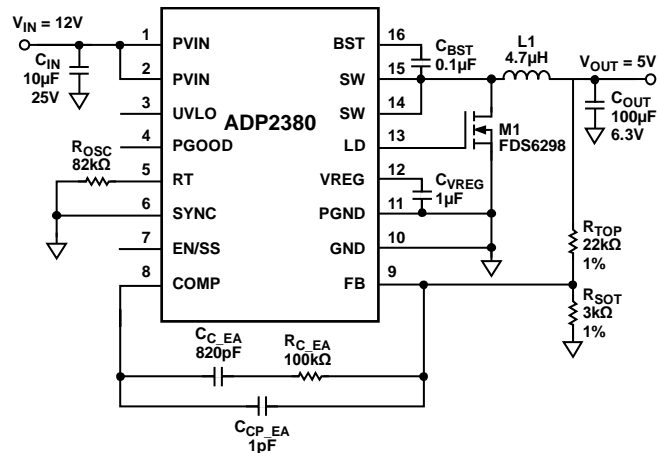 V_IN = 12V
C_IN
10µF
25V
1 PVIN
2 PVIN
3 UVLO
4 PGOOD
R_OSC
82kΩ
5 RT
6 SYNC
7 EN/SS
8 COMP
ADP2380
BST 16
SW 15
SW 14
LD 13
VREG 12
PGND 11
GND 10
FB 9
C_BST
0.1µF
L1
4.7µH
V_OUT = 5V
C_OUT
100µF
6.3V
M1
FDS6298
C_VREG
1µF
R_TOP
22kΩ
1%
R_SOT
3kΩ
1%
C_C_EA
820pF
R_C_EA
100kΩ
C_CP_EA
1pF